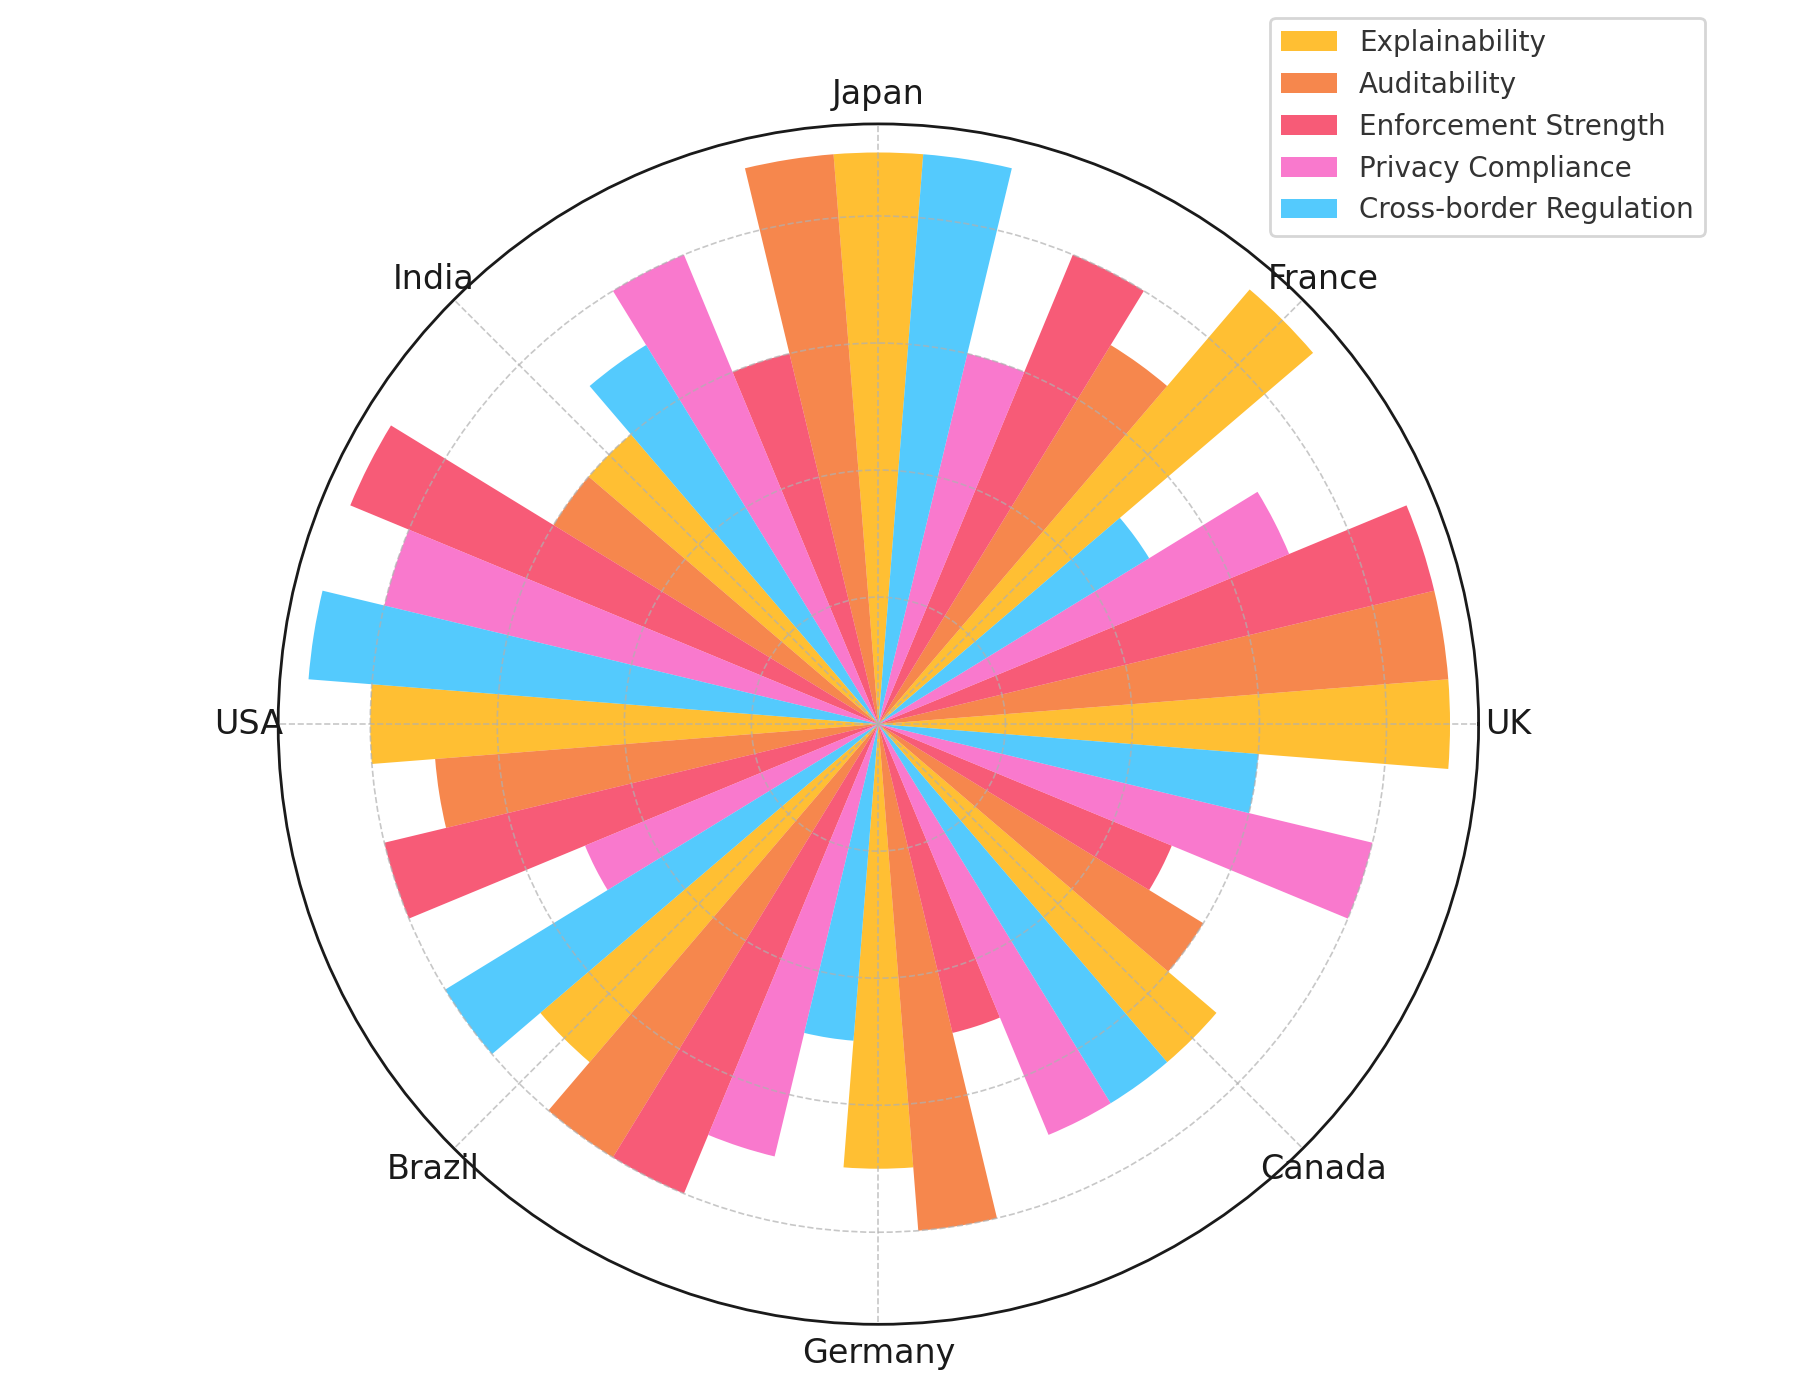 Explainability
Auditability
Enforcement Strength
Privacy Compliance
Cross-border Regulation
Japan
India
France
USA
UK
Brazil
Canada
Germany